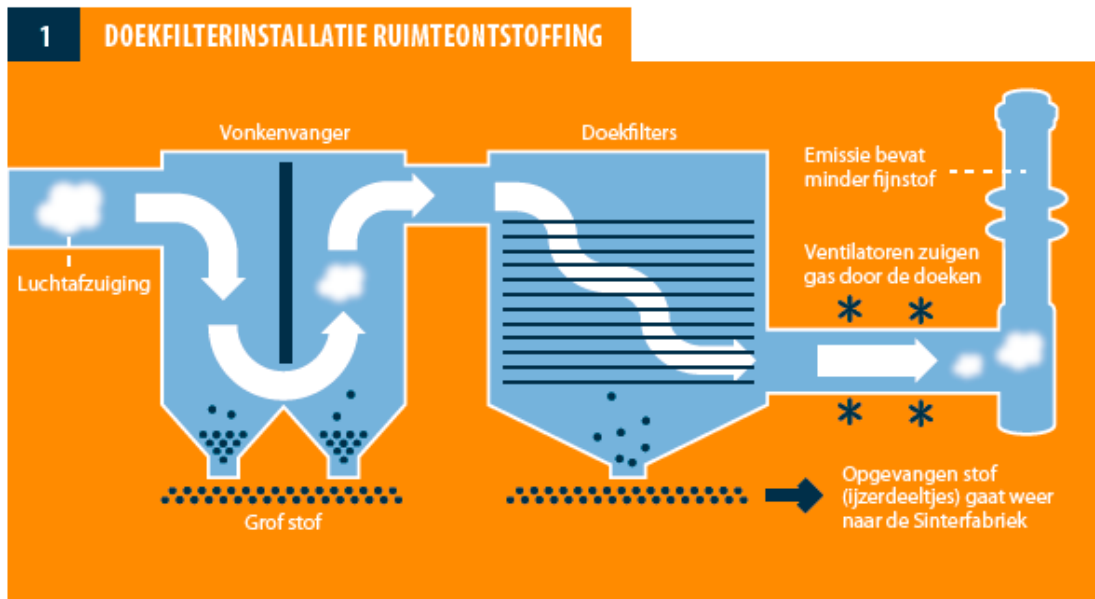 1
DOEKFILTERINSTALLATIE RUIMTEONTSTOFFING
Vonkenvanger
Doekfilters
Luchtafzuiging
Emissie bevat
minder fijnstof
Ventilatoren zuigen
gas door de doeken
Grof stof
Opgevangen stof
(ijzerdeeltjes) gaat weer
naar de Sinterfabriek